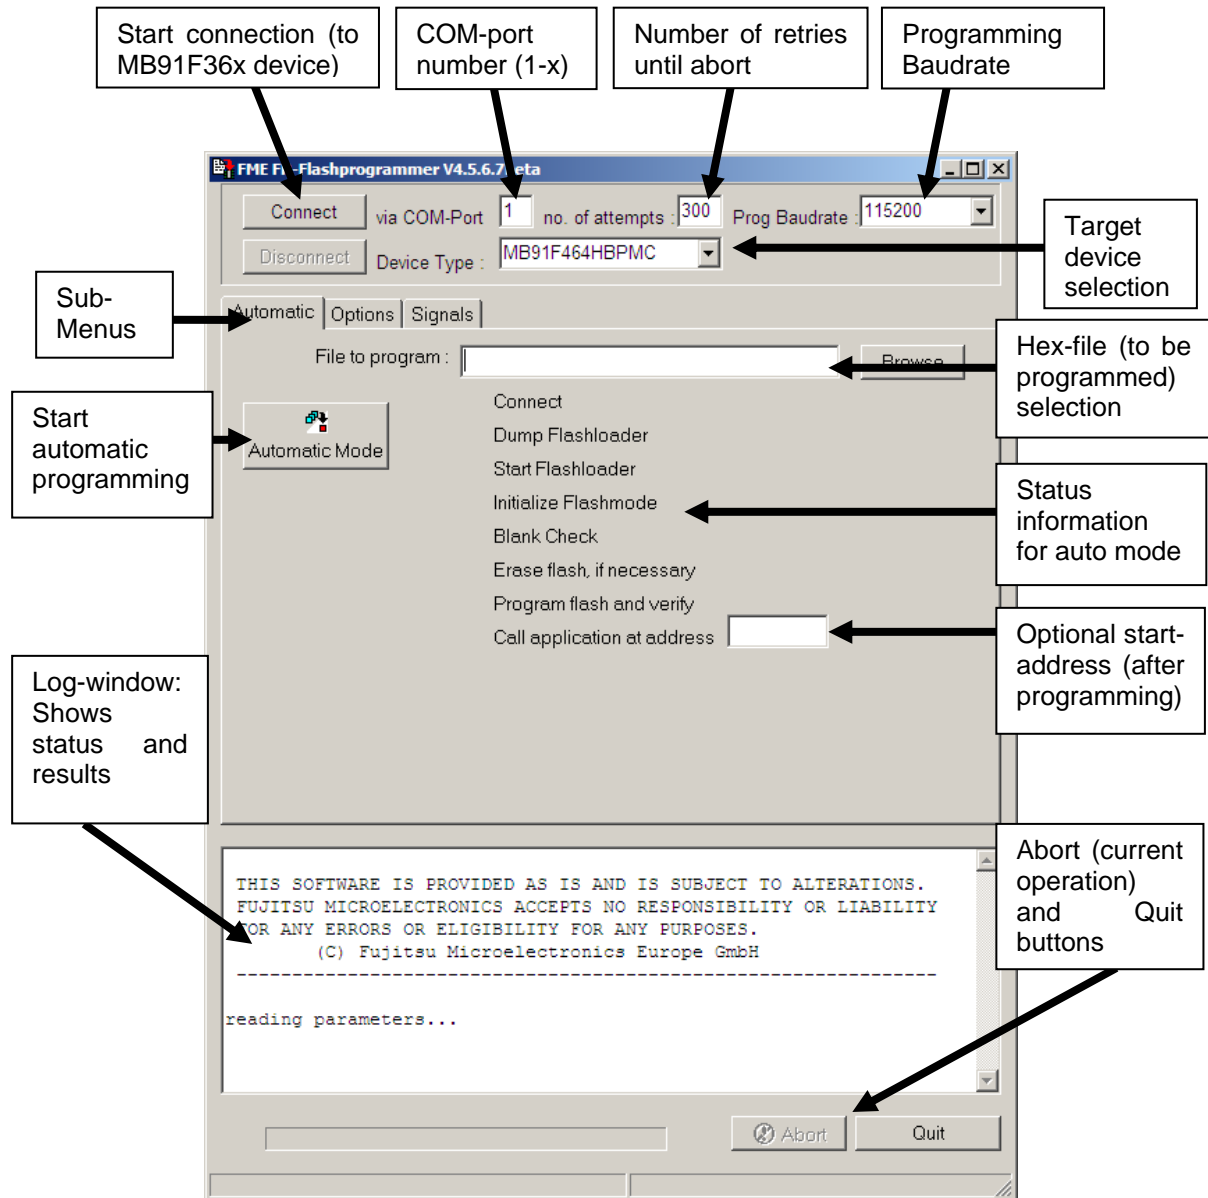 Start connection (to
MB91F36x device)
COM-port
number (1-x)
Number of retries
until abort
Programming
Baudrate
FME FR-Flashprogrammer V4.5.6.7beta
Connect via COM-Port 1 no. of attempts : 300 Prog Baudrate : 115200
Disconnect Device Type : MB91F464HBPMC
Target
device
selection
Sub-
Menus
Automatic Options Signals
File to program : Browse
Hex-file (to be
programmed)
selection
Start
automatic
programming
Automatic Mode
Connect
Dump Flashloader
Start Flashloader
Initialize Flashmode
Blank Check
Erase flash, if necessary
Program flash and verify
Call application at address
Status
information
for auto mode
Optional start-
address (after
programming)
Log-window:
Shows
status and
results
THIS SOFTWARE IS PROVIDED AS IS AND IS SUBJECT TO ALTERATIONS.
FUJITSU MICROELECTRONICS ACCEPTS NO RESPONSIBILITY OR LIABILITY
FOR ANY ERRORS OR ELIGIBILITY FOR ANY PURPOSES.
(C) Fujitsu Microelectronics Europe GmbH
----------------------------------------------------------------
reading parameters...
Abort (current
operation)
and Quit
buttons
Abort Quit